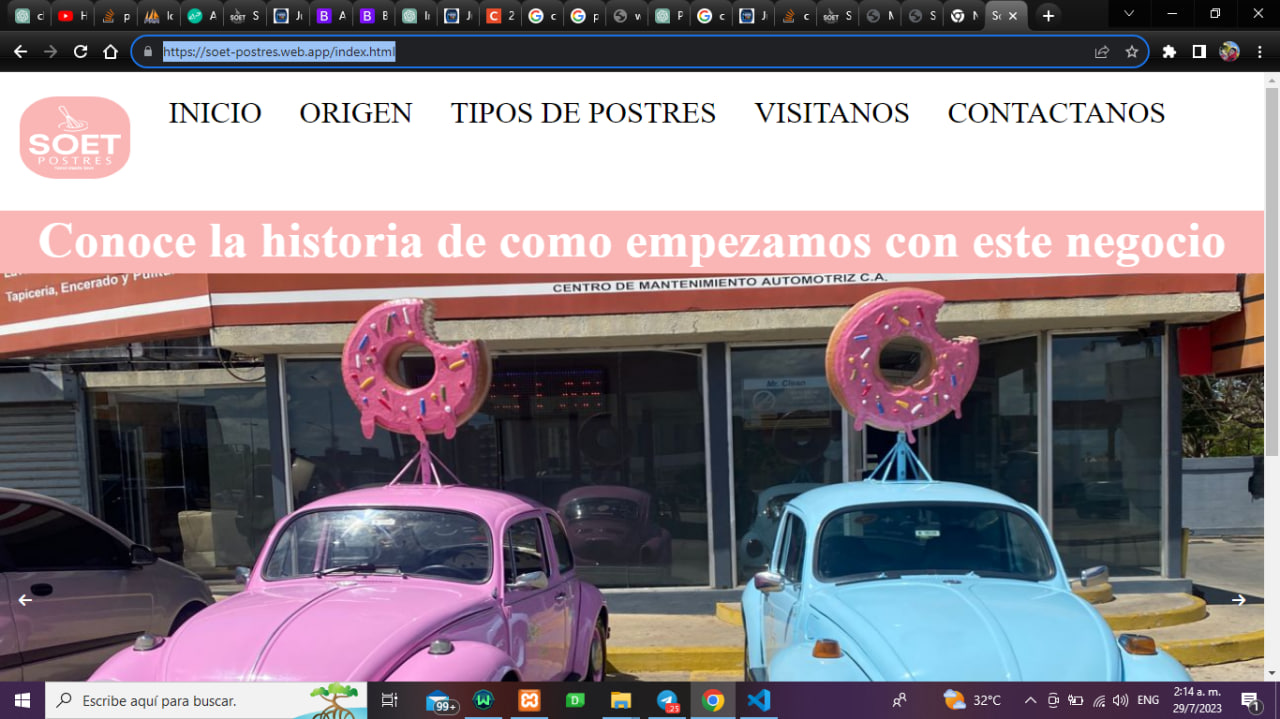 https://soet-postres.web.app/index.html
SOET
POSTRES
INICIO ORIGEN TIPOS DE POSTRES VISITANOS CONTACTANOS
Conoce la historia de como empezamos con este negocio
Tapicería, Encerado y
CENTRO DE MANTENIMIENTO AUTOMOTRIZ C.A.
Mr. Clean
Escribe aquí para buscar.
99+
D
25
32°C
ENG
2:14 a. m.
29/7/2023
1